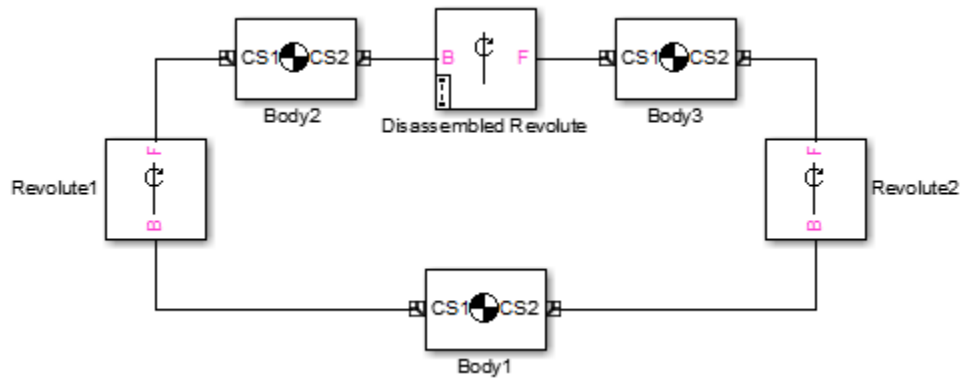 CS1 CS2
Body2
B F
Disassembled Revolute
CS1 CS2
Body3
Revolute1
F
B
F
B
Revolute2
CS1 CS2
Body1